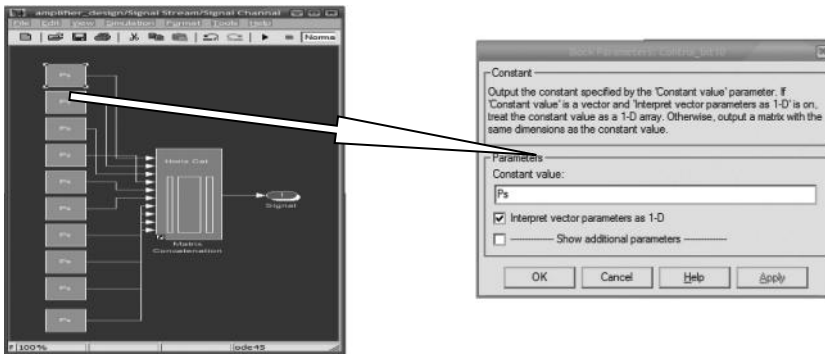 amplifier_design/Signal Stream/Signal Channel
File Edit View Simulation Format Tools Help
Norma
Ps
Ps
Ps
Ps
Ps
Ps
Ps
Ps
Ps
Ps
Horiz Cat
Matrix
Concatenation
1
Signal
100%
ode45
Block Parameters:
Constant
Output the constant specified by the 'Constant value' parameter. If
'Constant value' is a vector and 'Interpret vector parameters as 1-D' is on,
treat the constant value as a 1-D array. Otherwise, output a matrix with the
same dimensions as the constant value.
Parameters
Constant value:
Ps
Interpret vector parameters as 1-D
Show additional parameters
OK Cancel Help Apply